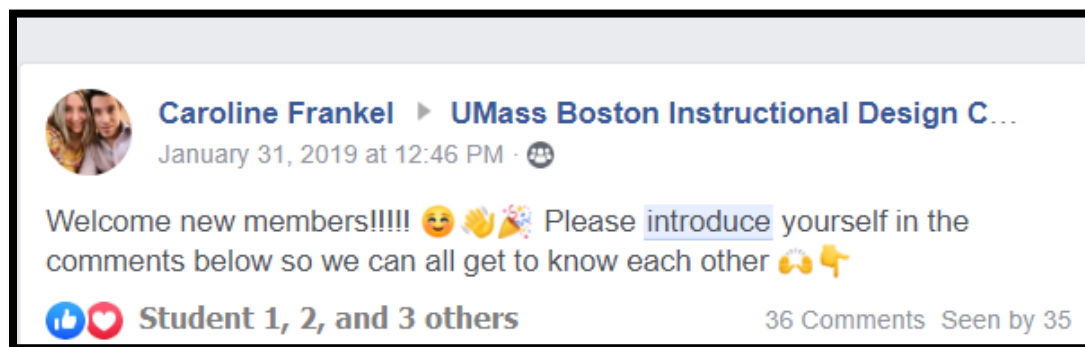 Caroline Frankel ▶ UMass Boston Instructional Design C...
January 31, 2019 at 12:46 PM ·
Welcome new members!!!!! 😊👋🎉 Please introduce yourself in the
comments below so we can all get to know each other 🙌👇
Student 1, 2, and 3 others
36 Comments Seen by 35